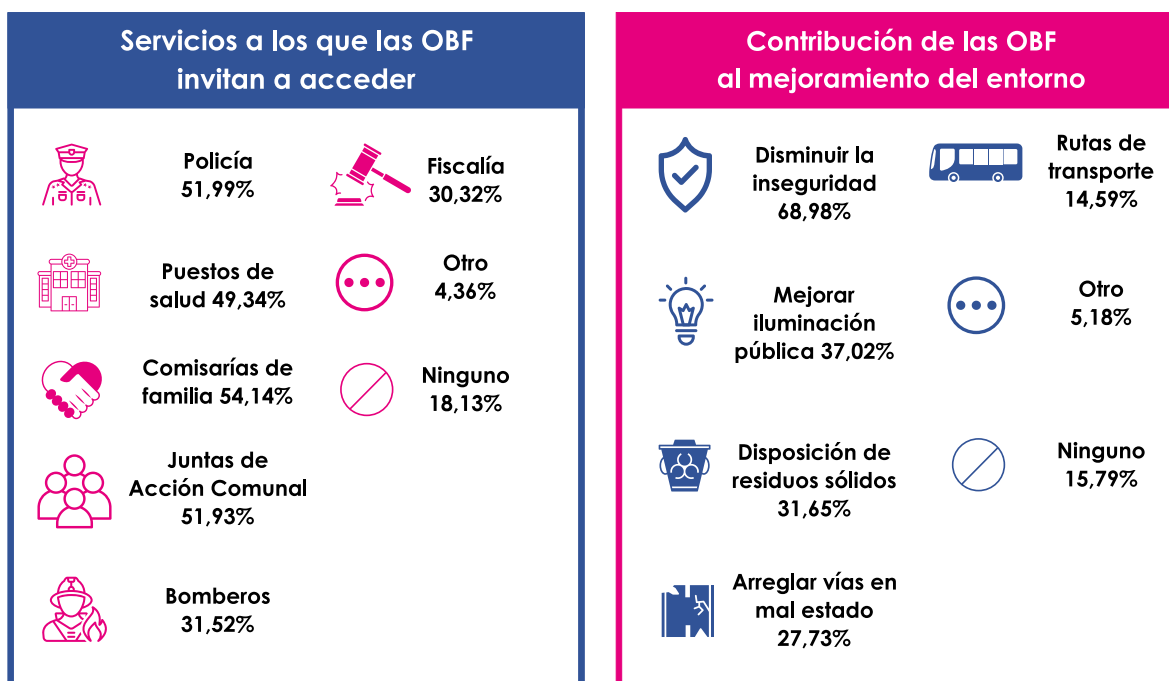 Servicios a los que las OBF
invitan a acceder
Policía
51,99%
Fiscalía
30,32%
Puestos de
salud 49,34%
Otro
4,36%
Comisarías de
familia 54,14%
Ninguno
18,13%
Juntas de
Acción Comunal
51,93%
Bomberos
31,52%
Contribución de las OBF
al mejoramiento del entorno
Disminuir la
inseguridad
68,98%
Rutas de
transporte
14,59%
Mejorar
iluminación
pública 37,02%
Otro
5,18%
Disposición de
residuos sólidos
31,65%
Ninguno
15,79%
Arreglar vías en
mal estado
27,73%